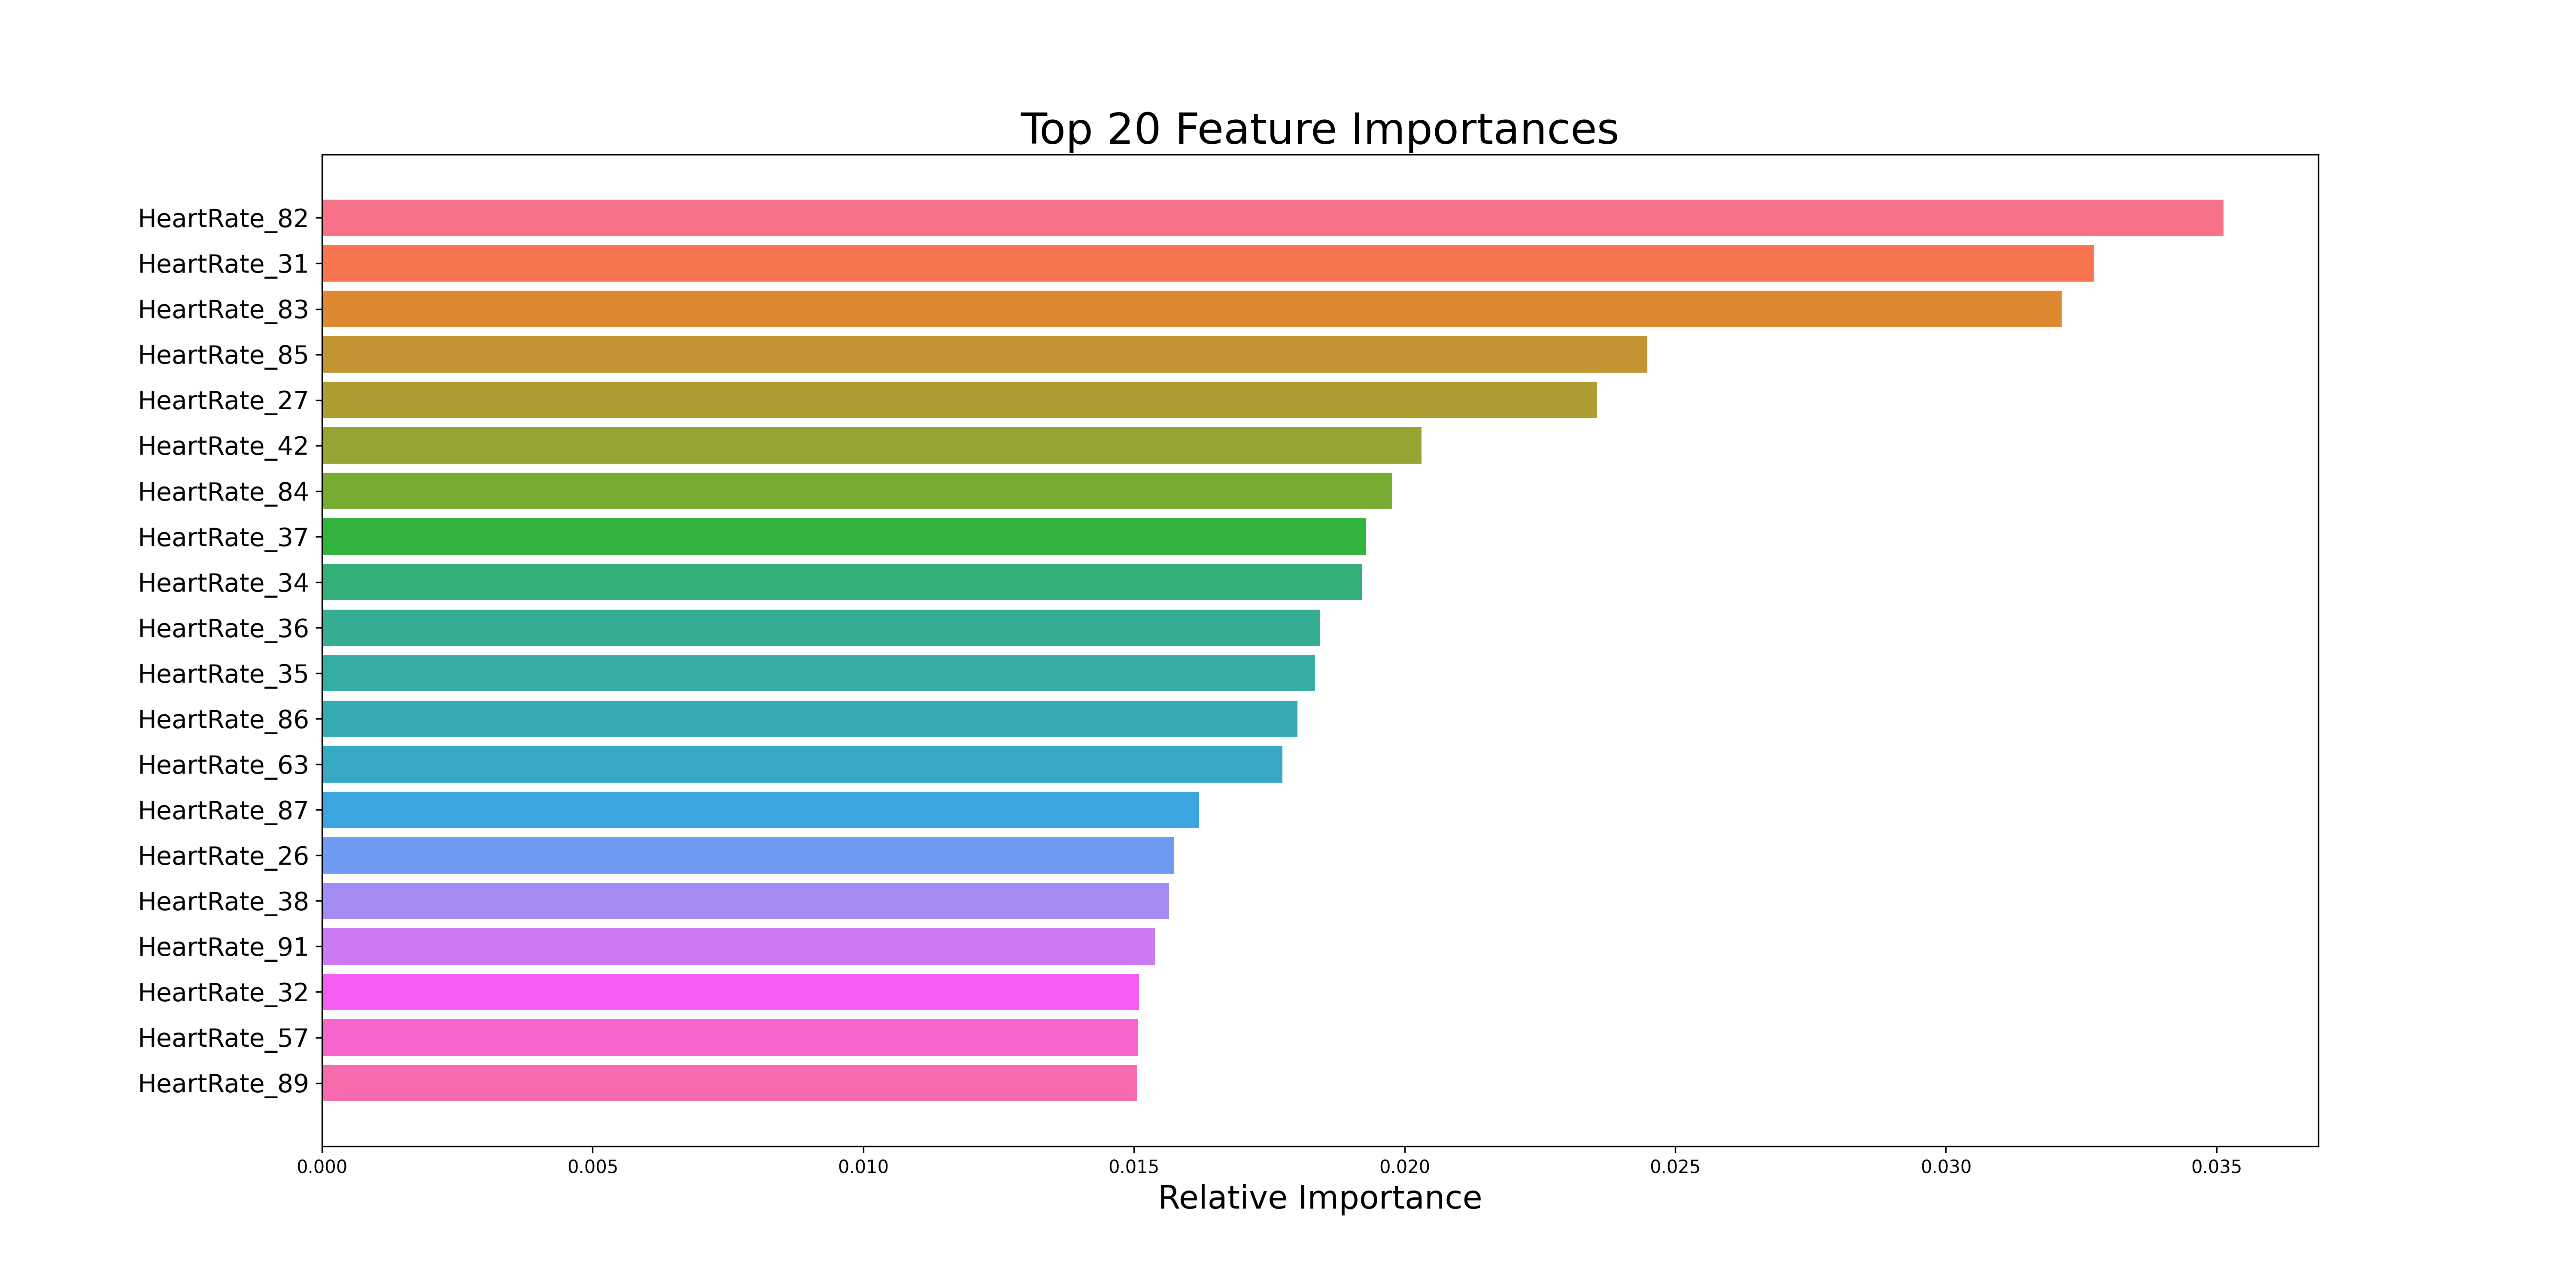 Top 20 Feature Importances
HeartRate_82
HeartRate_31
HeartRate_83
HeartRate_85
HeartRate_27
HeartRate_42
HeartRate_84
HeartRate_37
HeartRate_34
HeartRate_36
HeartRate_35
HeartRate_86
HeartRate_63
HeartRate_87
HeartRate_26
HeartRate_38
HeartRate_91
HeartRate_32
HeartRate_57
HeartRate_89
0.000 0.005 0.010 0.015 0.020 0.025 0.030 0.035
Relative Importance